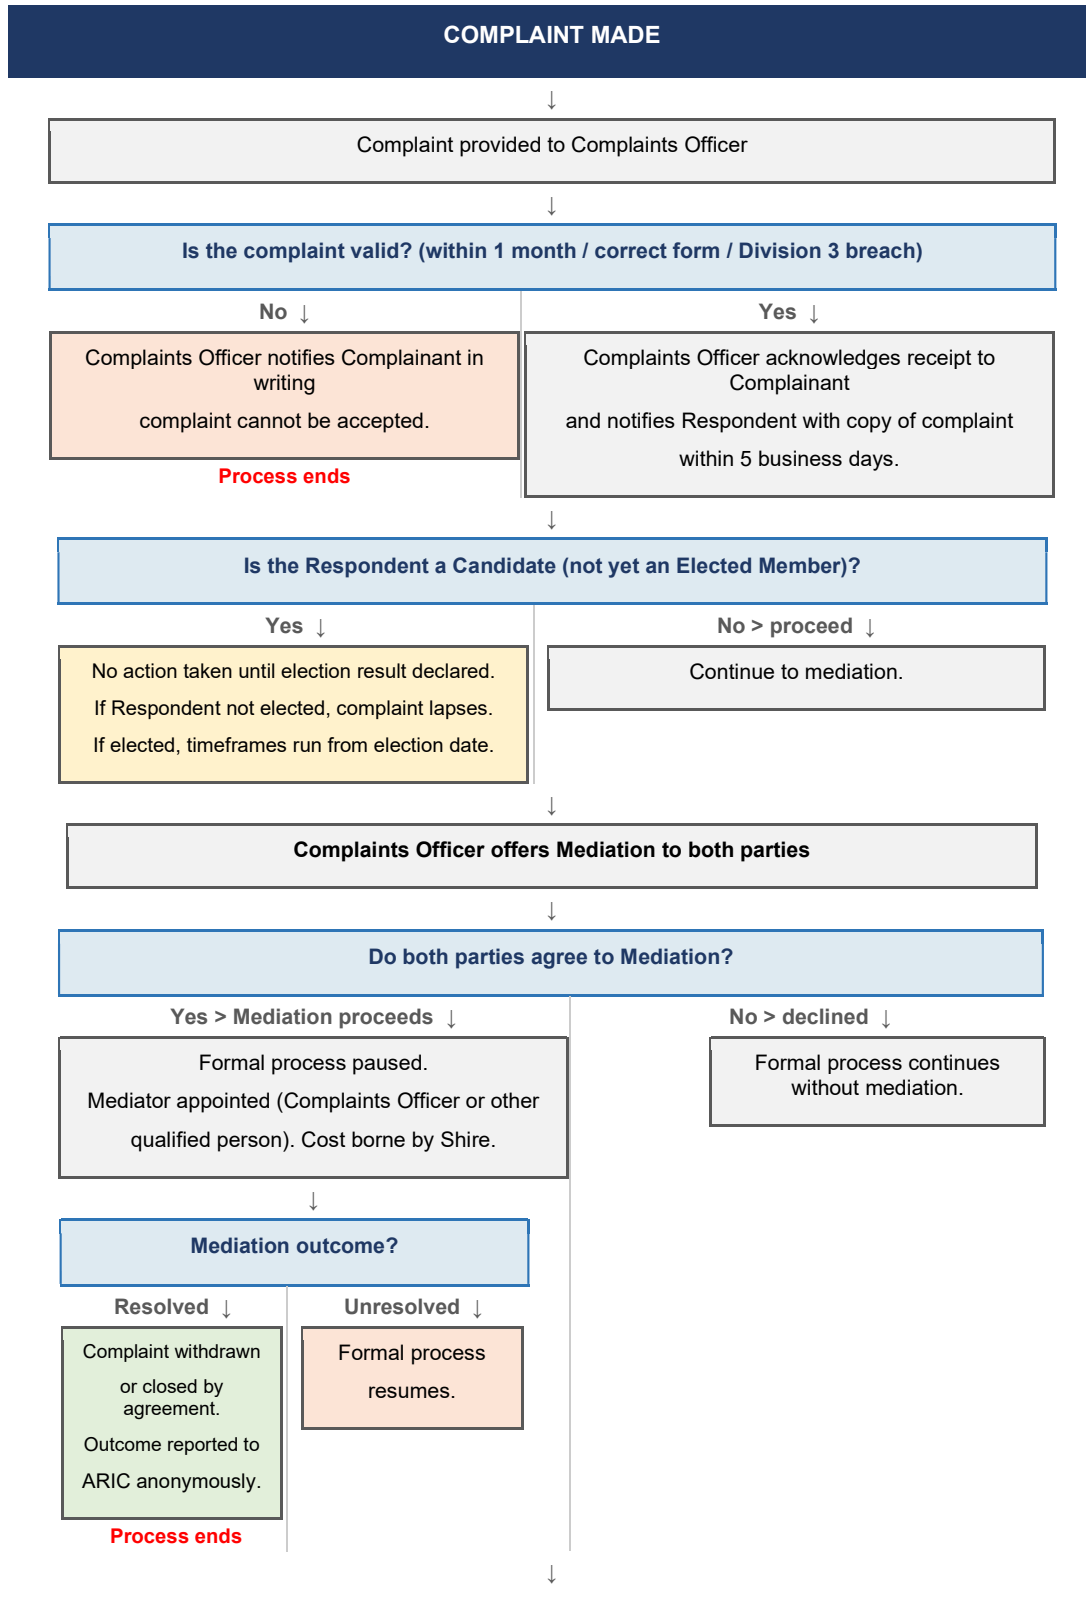 COMPLAINT MADE
↓
Complaint provided to Complaints Officer
↓
Is the complaint valid? (within 1 month / correct form / Division 3 breach)
No ↓
Complaints Officer notifies Complainant in
writing
complaint cannot be accepted.
Process ends
Yes ↓
Complaints Officer acknowledges receipt to
Complainant
and notifies Respondent with copy of complaint
within 5 business days.
↓
Is the Respondent a Candidate (not yet an Elected Member)?
Yes ↓
No action taken until election result declared.
If Respondent not elected, complaint lapses.
If elected, timeframes run from election date.
No > proceed ↓
Continue to mediation.
↓
Complaints Officer offers Mediation to both parties
↓
Do both parties agree to Mediation?
Yes > Mediation proceeds ↓
Formal process paused.
Mediator appointed (Complaints Officer or other
qualified person). Cost borne by Shire.
No > declined ↓
Formal process continues
without mediation.
↓
Mediation outcome?
Resolved ↓
Complaint withdrawn
or closed by
agreement.
Outcome reported to
ARIC anonymously.
Process ends
Unresolved ↓
Formal process
resumes.
↓